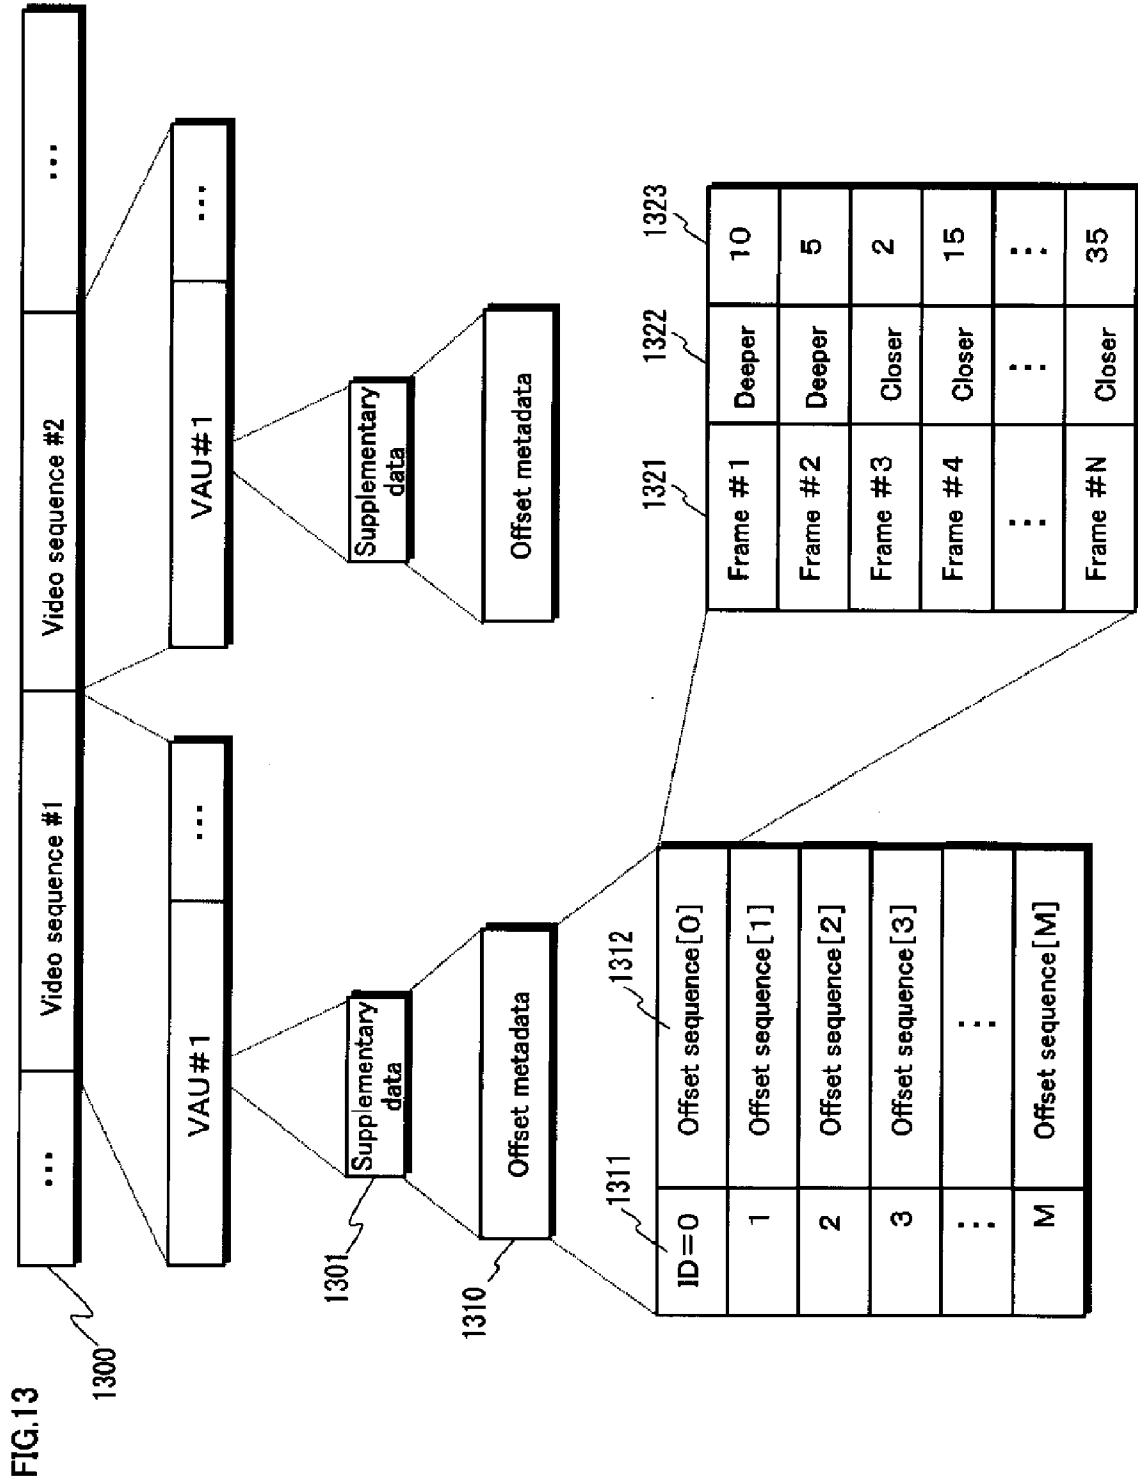 FIG.13
1300
...
Video sequence #1
Video sequence #2
...
VAU#1
...
VAU#1
...
1301
Supplementary
data
Supplementary
data
1310
Offset metadata
Offset metadata
1311
1312
ID=0
Offset sequence[0]
1
Offset sequence[1]
2
Offset sequence[2]
3
Offset sequence[3]
...
...
M
Offset sequence[M]
1321
1322
1323
Frame #1
Deeper
10
Frame #2
Deeper
5
Frame #3
Closer
2
Frame #4
Closer
15
...
...
...
Frame #N
Closer
35